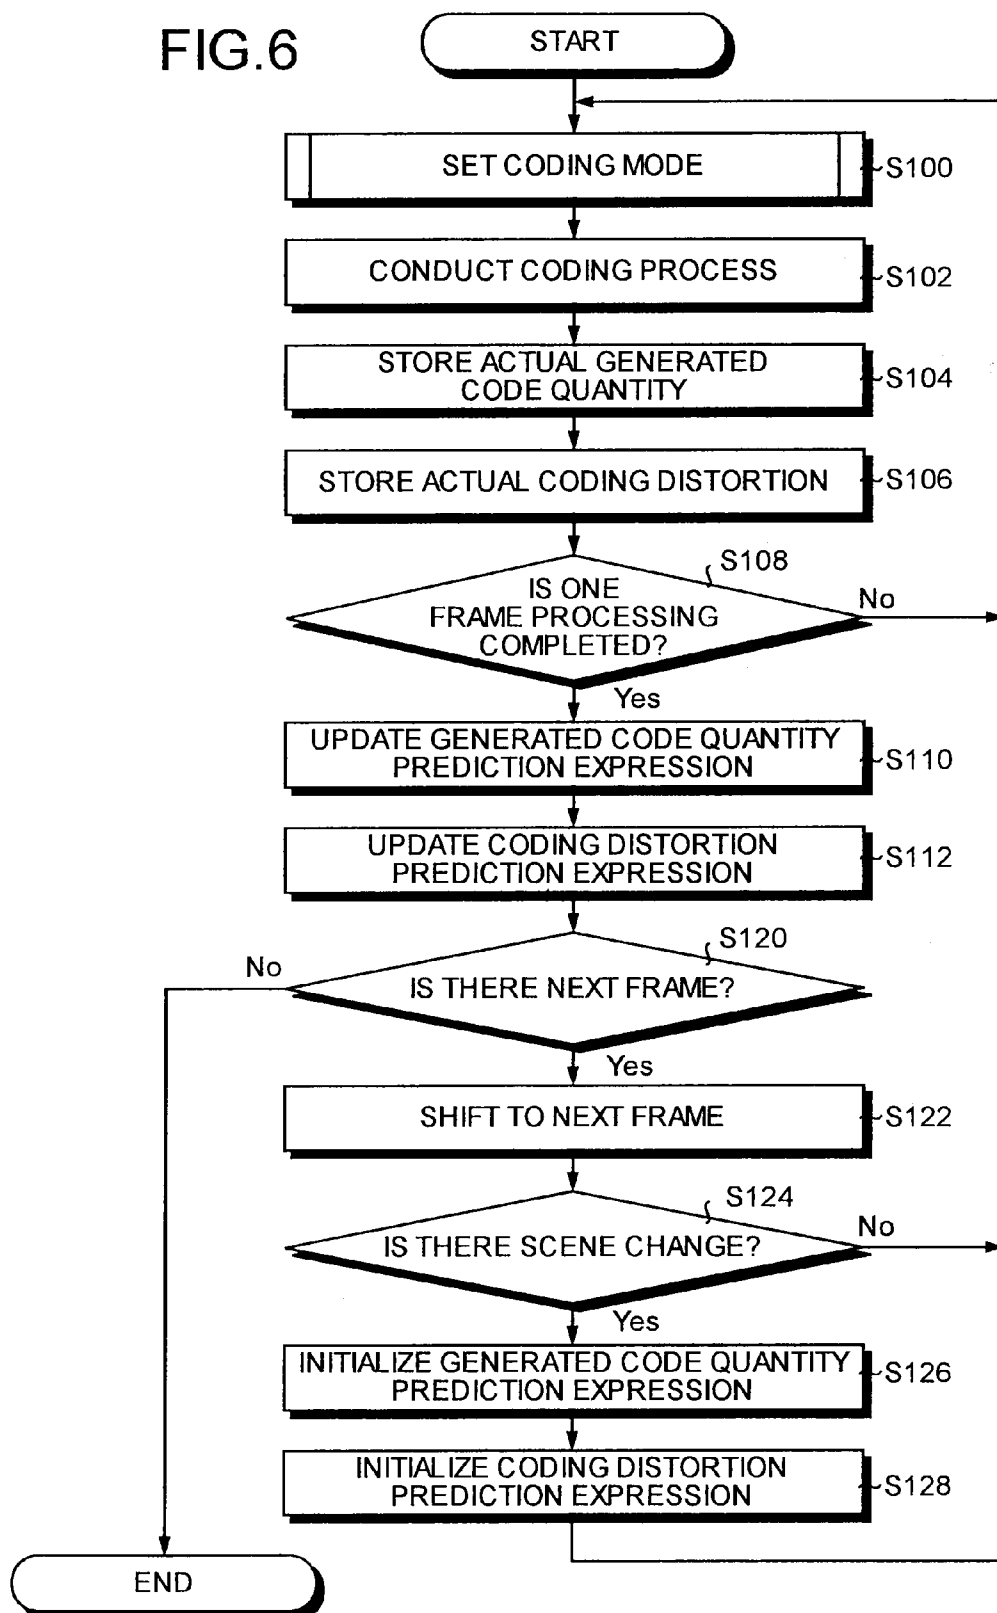 FIG.6
START
SET CODING MODE
S100
CONDUCT CODING PROCESS
S102
STORE ACTUAL GENERATED
CODE QUANTITY
S104
STORE ACTUAL CODING DISTORTION
S106
S108
IS ONE
FRAME PROCESSING
COMPLETED?
No
Yes
UPDATE GENERATED CODE QUANTITY
PREDICTION EXPRESSION
S110
UPDATE CODING DISTORTION
PREDICTION EXPRESSION
S112
S120
No
IS THERE NEXT FRAME?
Yes
SHIFT TO NEXT FRAME
S122
S124
No
IS THERE SCENE CHANGE?
Yes
INITIALIZE GENERATED CODE QUANTITY
PREDICTION EXPRESSION
S126
INITIALIZE CODING DISTORTION
PREDICTION EXPRESSION
S128
END